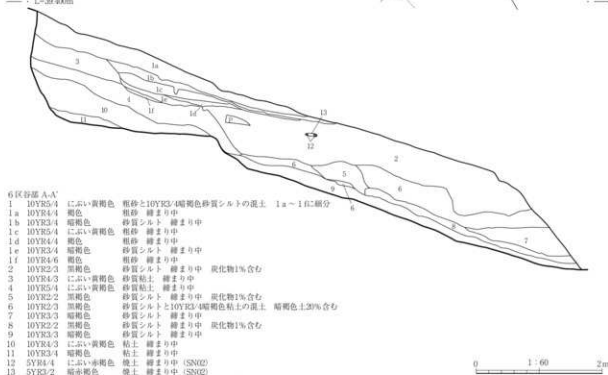 3
1a
1b
1c
1e
4
1f
1d
P
10
11
13
12
2
6
5
6
9
6
8
7
6区谷部 A-A'
1 10YR5/4 にぶい黄褐色 粗砂と10YR3/4暗褐色砂質シルトの混土 1a～1fに細分
1a 10YR4/4 褐色 粗砂 締まり中
1b 10YR3/4 暗褐色 砂質シルト 締まり中
1c 10YR5/4 にぶい黄褐色 粗砂 締まり中
1d 10YR4/4 褐色 粗砂 締まり中
1e 10YR3/4 暗褐色 砂質シルト 締まり中
1f 10YR4/6 褐色 粗砂 締まり中
2 10YR2/3 黒褐色 砂質シルト 締まり中 炭化物1%含む
3 10YR4/3 にぶい黄褐色 砂質粘土 締まり中
4 10YR5/4 にぶい黄褐色 砂質粘土 締まり中
5 10YR2/2 黒褐色 砂質シルト 締まり中 炭化物1%含む
6 10YR2/3 黒褐色 砂質シルトと10YR3/4暗褐色粘土の混土 暗褐色土20%含む
7 10YR3/3 暗褐色 砂質シルト 締まり中
8 10YR2/2 黒褐色 砂質シルト 締まり中 炭化物1%含む
9 10YR3/3 暗褐色 砂質シルト 締まり中
10 10YR4/3 にぶい黄褐色 粘土 締まり中
11 10YR3/4 暗褐色 粘土 締まり中
12 5YR4/4 にぶい赤褐色 焼土 締まり中 (SN02)
13 5YR3/2 暗赤褐色 焼土 締まり中 (SN02)
0 1:60 2m